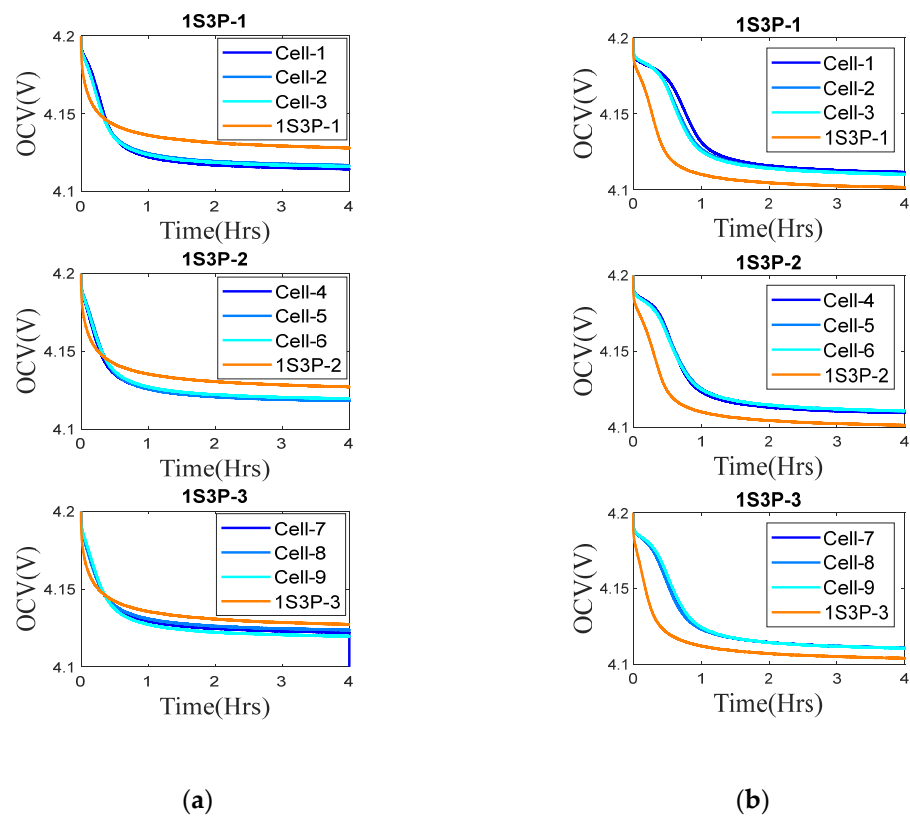 1S3P-1
4.2
4.15
4.1
OCV(V)
Cell-1
Cell-2
Cell-3
1S3P-1
0 1 2 3 4
Time(Hrs)
1S3P-2
4.2
4.15
4.1
OCV(V)
Cell-4
Cell-5
Cell-6
1S3P-2
0 1 2 3 4
Time(Hrs)
1S3P-3
4.2
4.15
4.1
OCV(V)
Cell-7
Cell-8
Cell-9
1S3P-3
0 1 2 3 4
Time(Hrs)
(a)
1S3P-1
4.2
4.15
4.1
OCV(V)
Cell-1
Cell-2
Cell-3
1S3P-1
0 1 2 3 4
Time(Hrs)
1S3P-2
4.2
4.15
4.1
OCV(V)
Cell-4
Cell-5
Cell-6
1S3P-2
0 1 2 3 4
Time(Hrs)
1S3P-3
4.2
4.15
4.1
OCV(V)
Cell-7
Cell-8
Cell-9
1S3P-3
0 1 2 3 4
Time(Hrs)
(b)